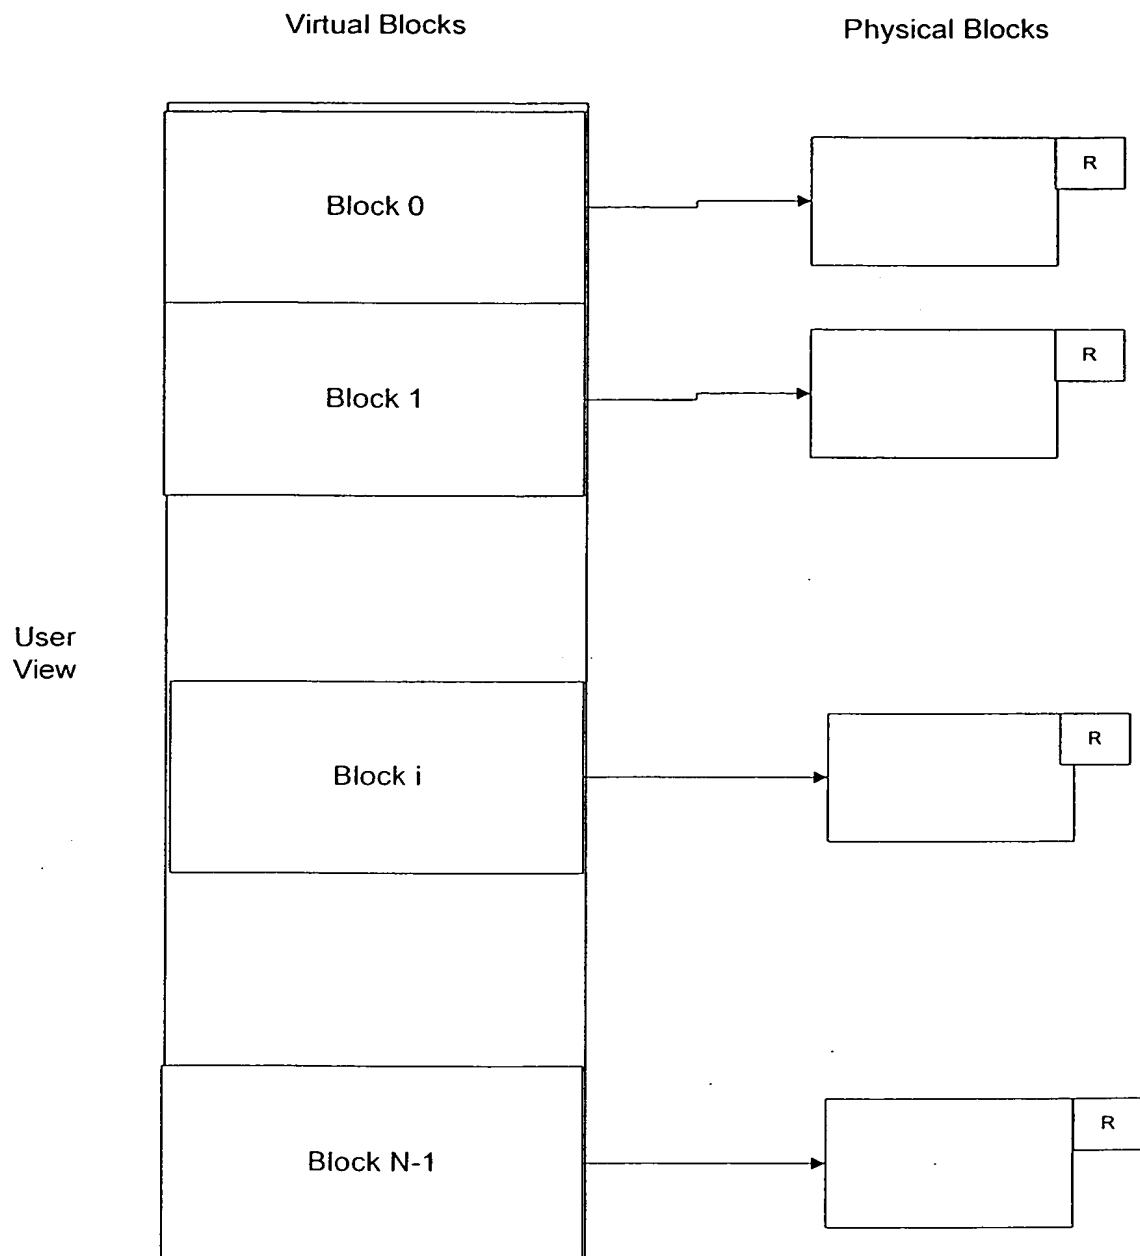 Virtual Blocks
Physical Blocks
Block 0
R
Block 1
R
User
View
Block i
R
Block N-1
R